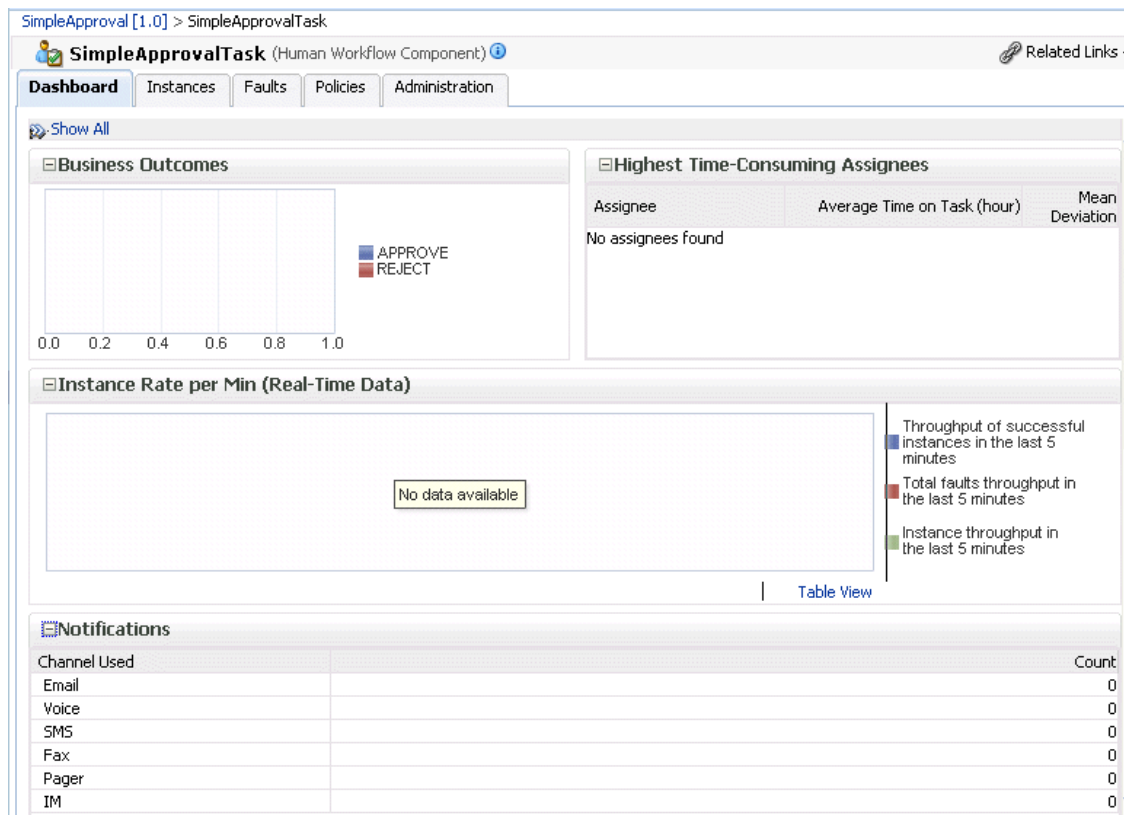 SimpleApproval [1.0] > SimpleApprovalTask
SimpleApprovalTask (Human Workflow Component)
Related Links
Dashboard Instances Faults Policies Administration
Show All
Business Outcomes
APPROVE
REJECT
0.0 0.2 0.4 0.6 0.8 1.0
Highest Time-Consuming Assignees
Assignee Average Time on Task (hour) Mean
Deviation
No assignees found
Instance Rate per Min (Real-Time Data)
No data available
Throughput of successful
instances in the last 5
minutes
Total faults throughput in
the last 5 minutes
Instance throughput in
the last 5 minutes
Table View
Notifications
Channel Used Count
Email 0
Voice 0
SMS 0
Fax 0
Pager 0
IM 0